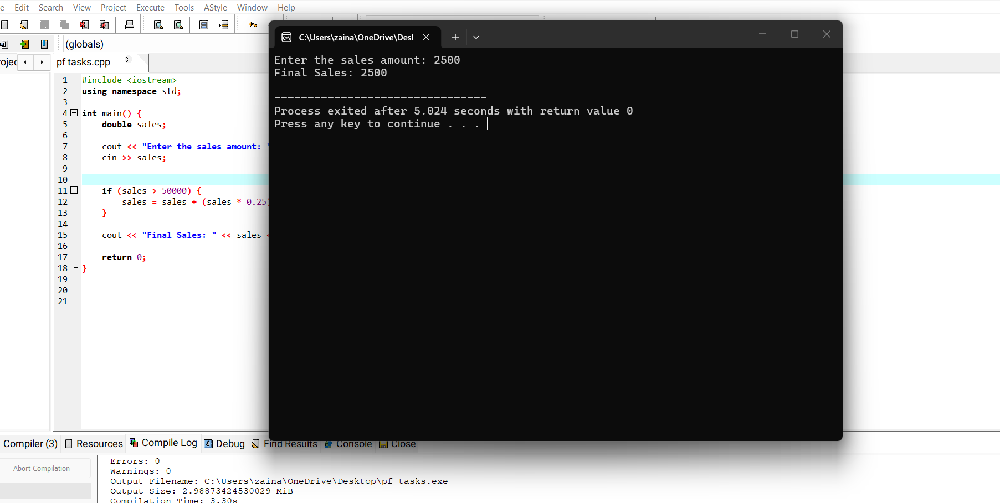 e Edit Search View Project Execute Tools AStyle Window Help
(globals)
C:\Users\zaina\OneDrive\Desl
rojec
pf tasks.cpp
1 #include <iostream>
2 using namespace std;
3
4 int main() {
5 double sales;
6
7 cout << "Enter the sales amount: "
8 cin >> sales;
9
10
11 if (sales > 50000) {
12 sales = sales + (sales * 0.25)
13 }
14
15 cout << "Final Sales: " << sales <
16
17 return 0;
18 }
19
20
21
Enter the sales amount: 2500
Final Sales: 2500
--------------------------------
Process exited after 5.024 seconds with return value 0
Press any key to continue . . .
Compiler (3) Resources Compile Log Debug Find Results Console Close
Abort Compilation
- Errors: 0
- Warnings: 0
- Output Filename: C:\Users\zaina\OneDrive\Desktop\pf tasks.exe
- Output Size: 2.98873424530029 MiB
- Compilation Time: 3.30s